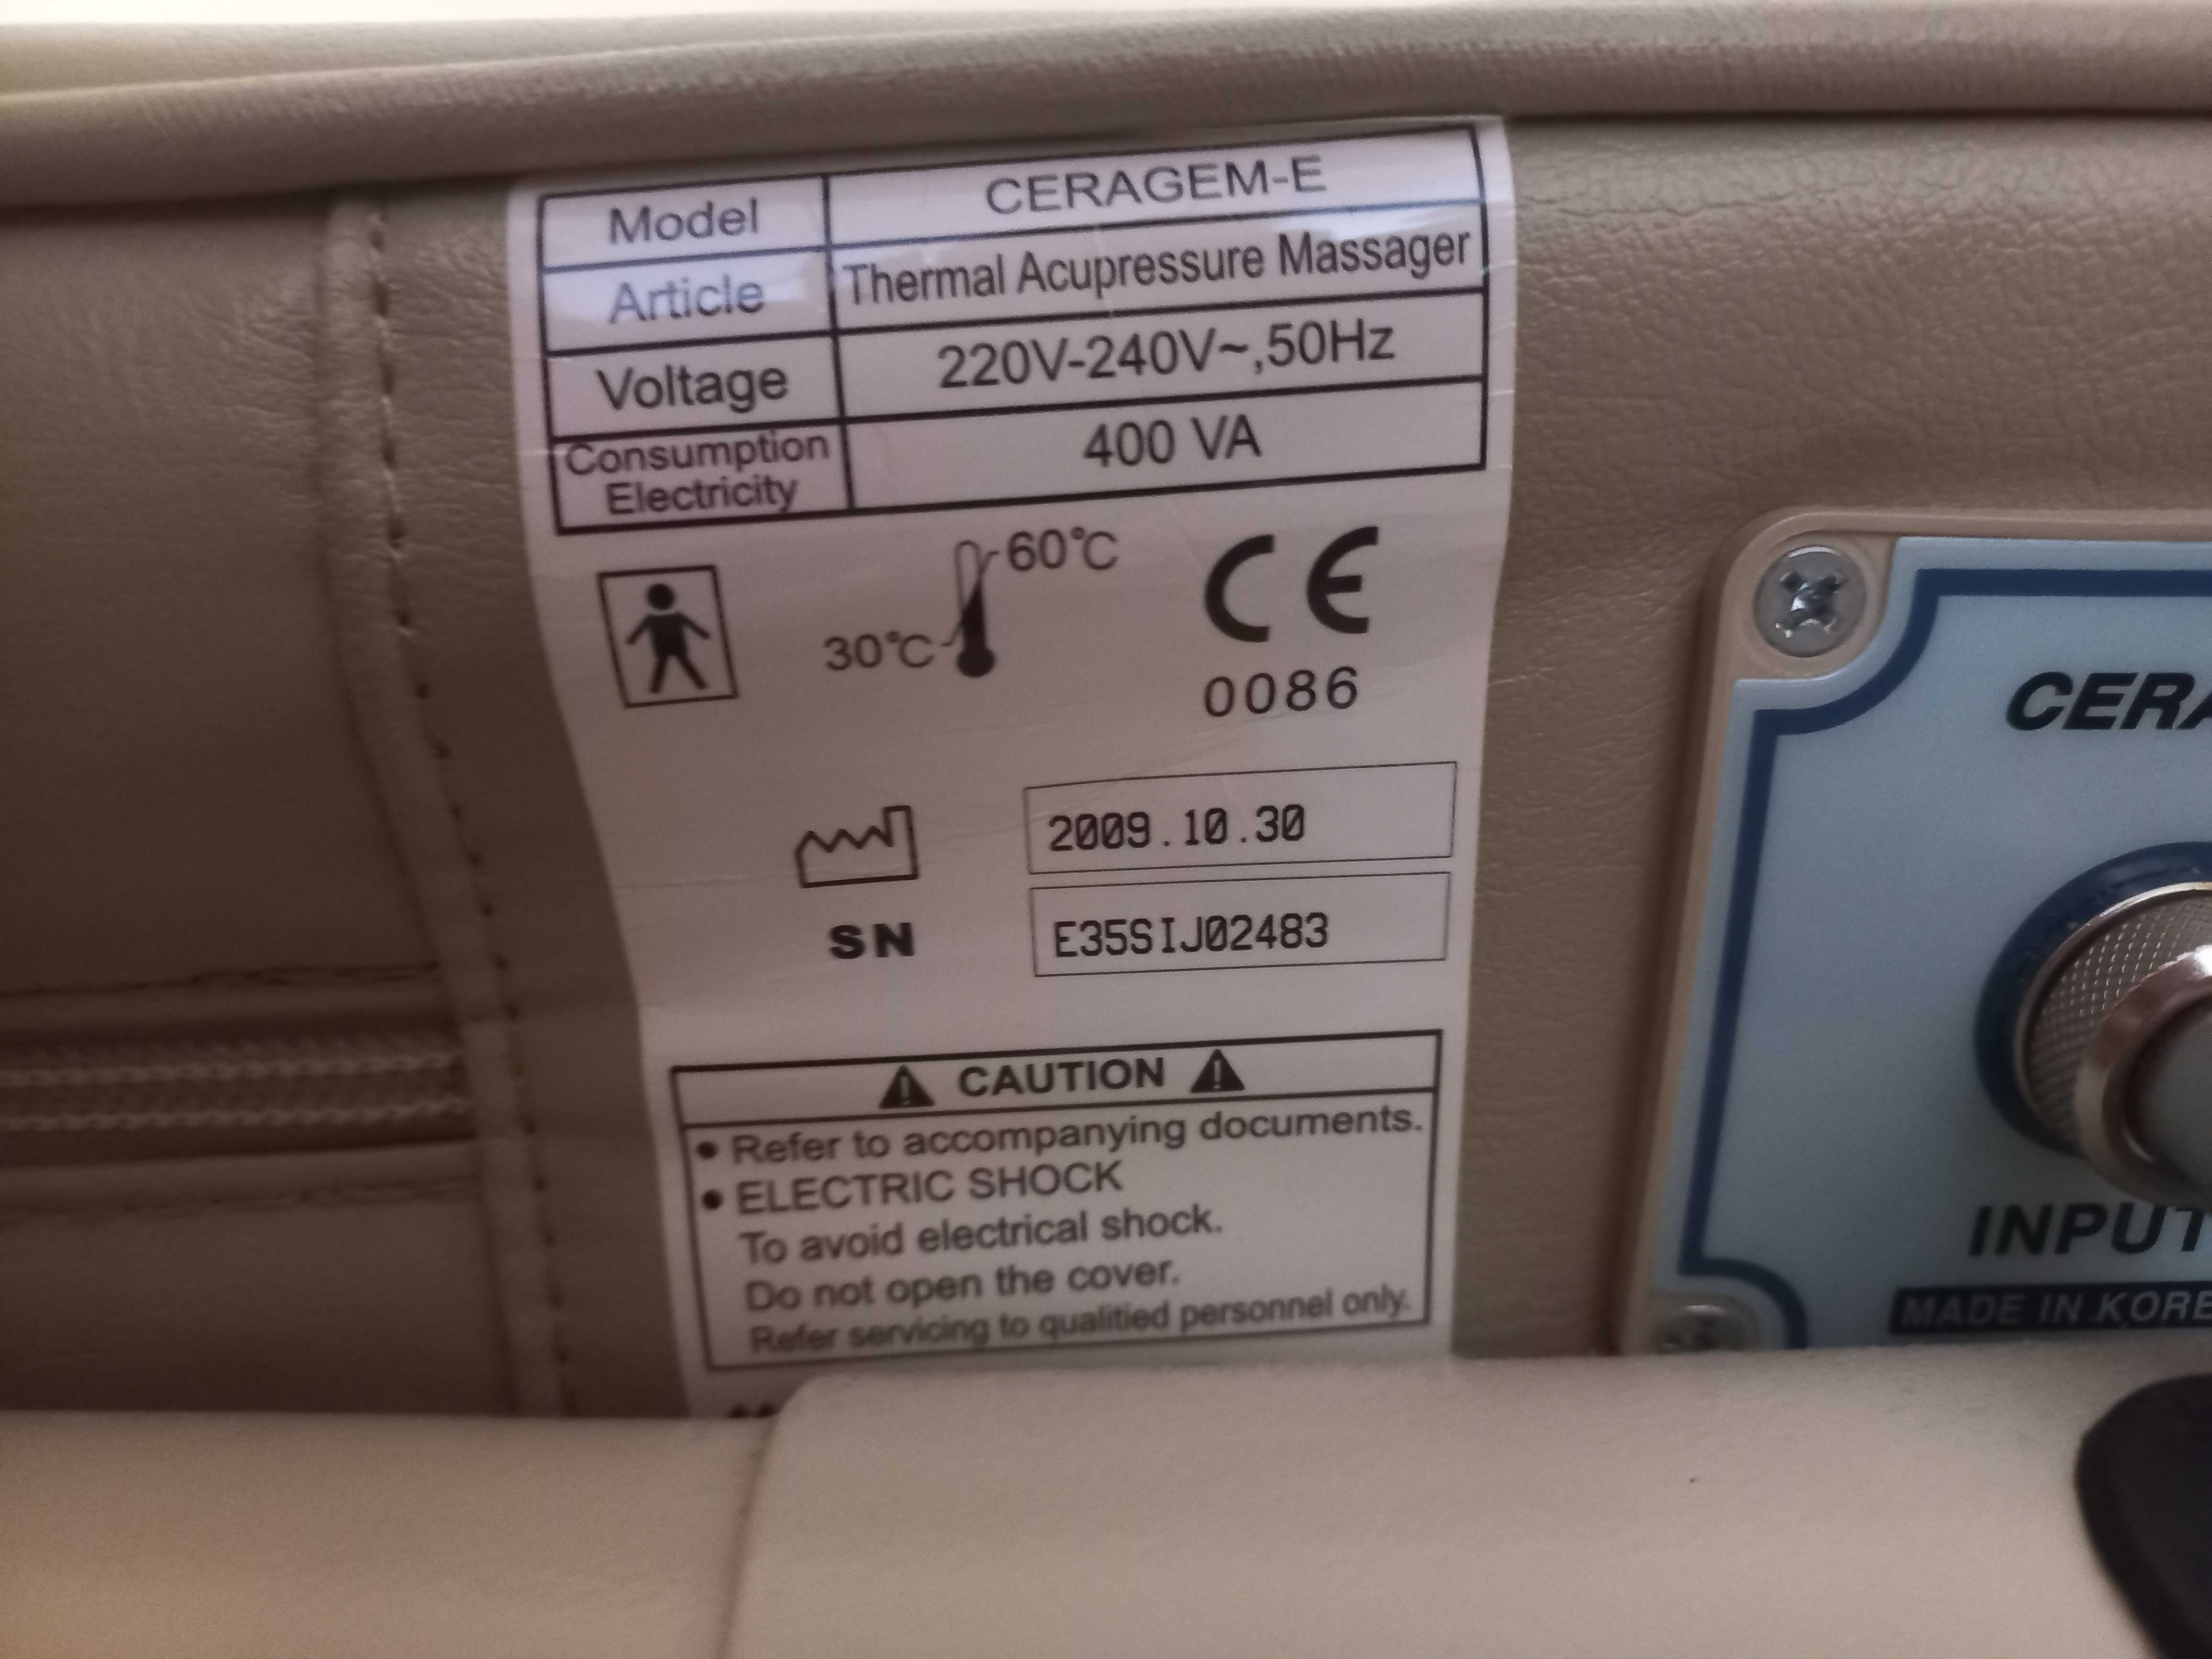 Model CERAGEM-E
Article Thermal Acupressure Massager
Voltage 220V-240V~,50Hz
Consumption
Electricity 400 VA
60℃
30℃
CE
0086
2009.10.30
SN E35SIJ02483
CAUTION
• Refer to accompanying documents.
• ELECTRIC SHOCK
To avoid electrical shock.
Do not open the cover.
Refer servicing to qualitied personnel only.
CERA
INPUT
MADE IN KORE